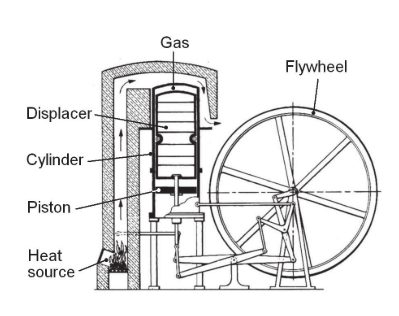 Gas
Flywheel
Displacer
Cylinder
Piston
Heat
source